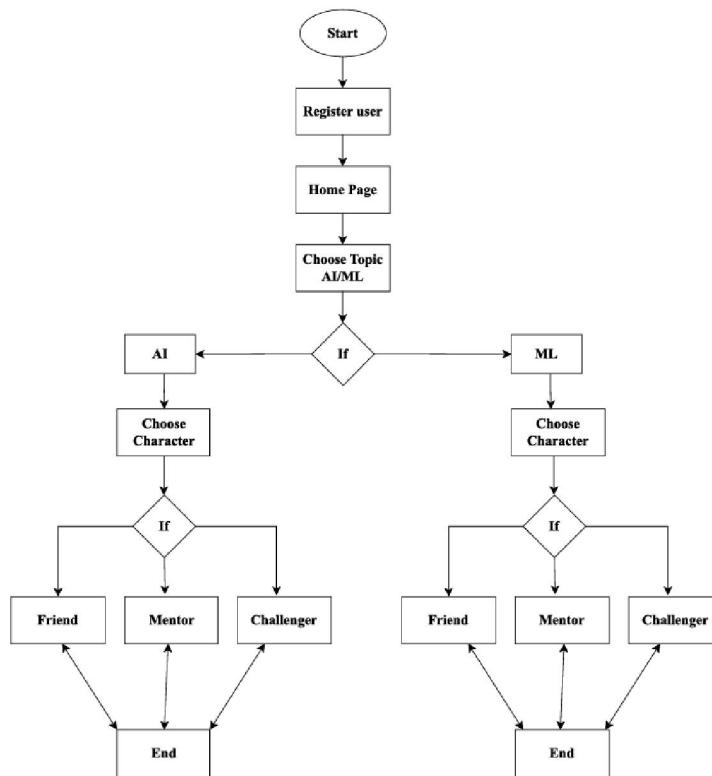 Start
Register user
Home Page
Choose Topic
AI/ML
If
AI
ML
Choose
Character
Choose
Character
If
If
Friend
Mentor
Challenger
Friend
Mentor
Challenger
End
End